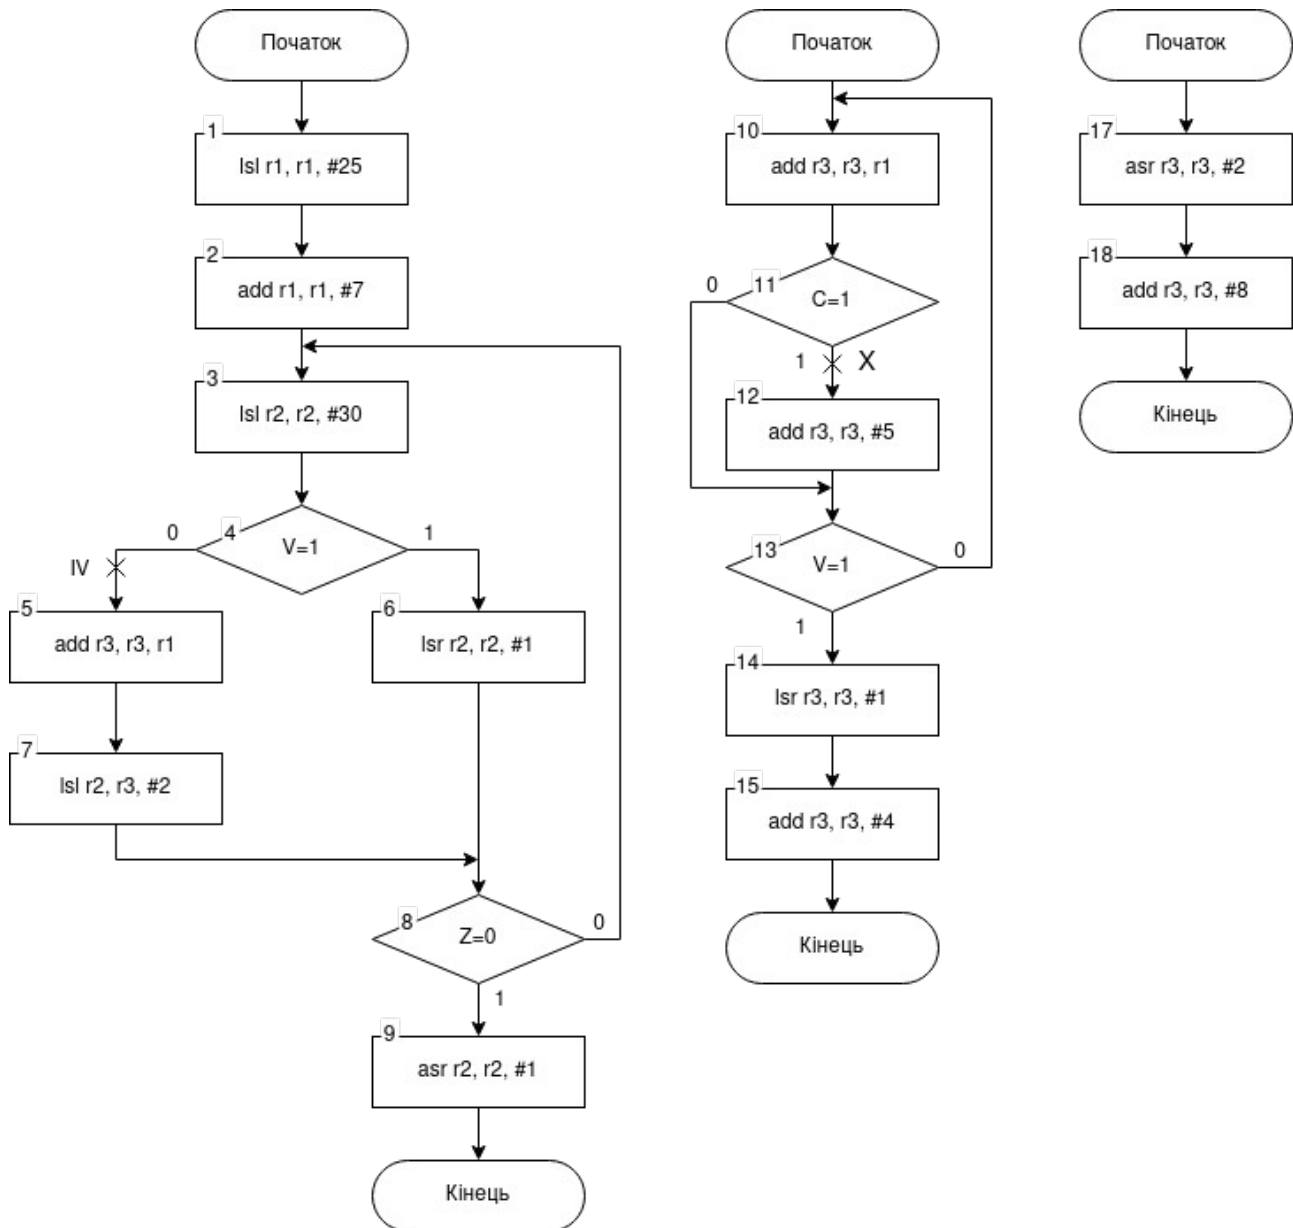 Початок
1
lsl r1, r1, #25
2
add r1, r1, #7
3
lsl r2, r2, #30
4
V=1
0
1
IV
5
add r3, r3, r1
6
lsr r2, r2, #1
7
lsl r2, r3, #2
8
Z=0
0
1
9
asr r2, r2, #1
Кінець
Початок
10
add r3, r3, r1
11
C=1
0
1
X
12
add r3, r3, #5
13
V=1
0
1
14
lsr r3, r3, #1
15
add r3, r3, #4
Кінець
Початок
17
asr r3, r3, #2
18
add r3, r3, #8
Кінець